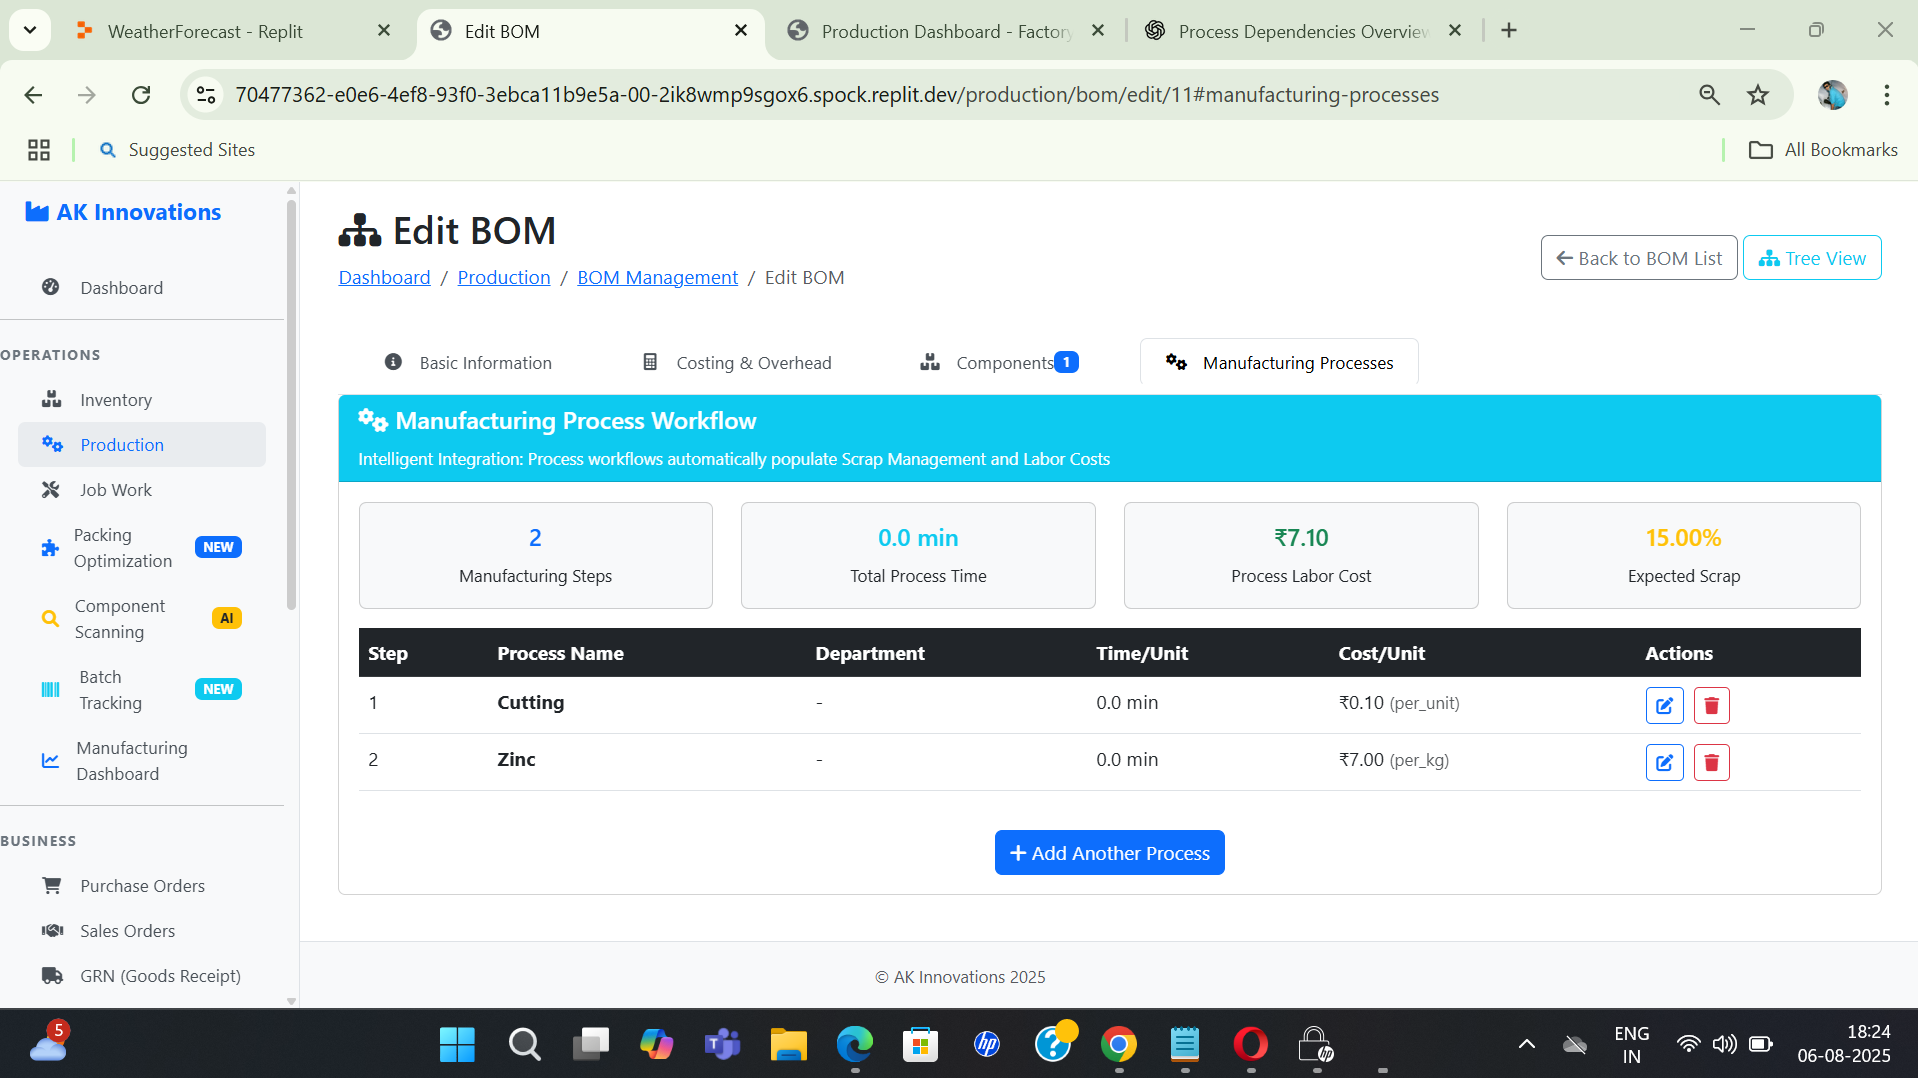 WeatherForecast - Replit
Edit BOM
Production Dashboard - Factory
Process Dependencies Overview
70477362-e0e6-4ef8-93f0-3ebca11b9e5a-00-2ik8wmp9sgox6.spock.replit.dev/production/bom/edit/11#manufacturing-processes
Suggested Sites
All Bookmarks
AK Innovations
Dashboard
OPERATIONS
Inventory
Production
Job Work
Packing
Optimization
NEW
Component
Scanning
AI
Batch
Tracking
NEW
Manufacturing
Dashboard
BUSINESS
Purchase Orders
Sales Orders
GRN (Goods Receipt)
Edit BOM
Dashboard / Production / BOM Management / Edit BOM
Back to BOM List
Tree View
Basic Information
Costing & Overhead
Components 1
Manufacturing Processes
Manufacturing Process Workflow
Intelligent Integration: Process workflows automatically populate Scrap Management and Labor Costs
2
Manufacturing Steps
0.0 min
Total Process Time
₹7.10
Process Labor Cost
15.00%
Expected Scrap
Step Process Name Department Time/Unit Cost/Unit Actions
1 Cutting - 0.0 min ₹0.10 (per_unit)
2 Zinc - 0.0 min ₹7.00 (per_kg)
+ Add Another Process
© AK Innovations 2025
5
hp
?
hp
ENG
IN
18:24
06-08-2025